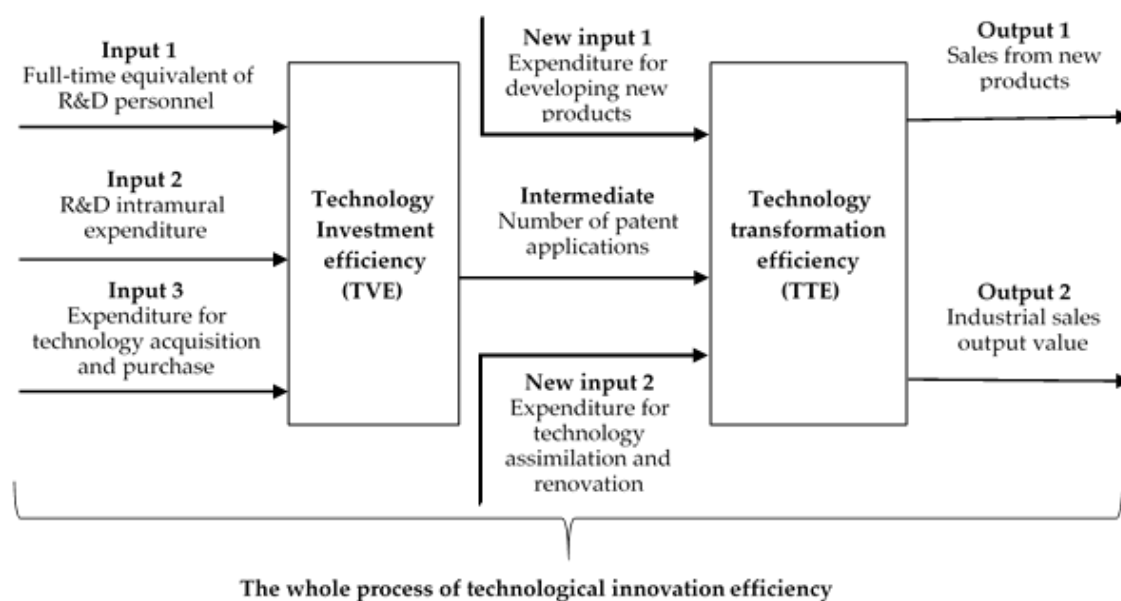 Input 1
Full-time equivalent of
R&D personnel
Input 2
R&D intramural
expenditure
Input 3
Expenditure for
technology acquisition
and purchase
Technology
Investment
efficiency
(TVE)
New input 1
Expenditure for
developing new
products
Intermediate
Number of patent
applications
New input 2
Expenditure for
technology
assimilation and
renovation
Technology
transformation
efficiency
(TTE)
Output 1
Sales from new
products
Output 2
Industrial sales
output value
The whole process of technological innovation efficiency